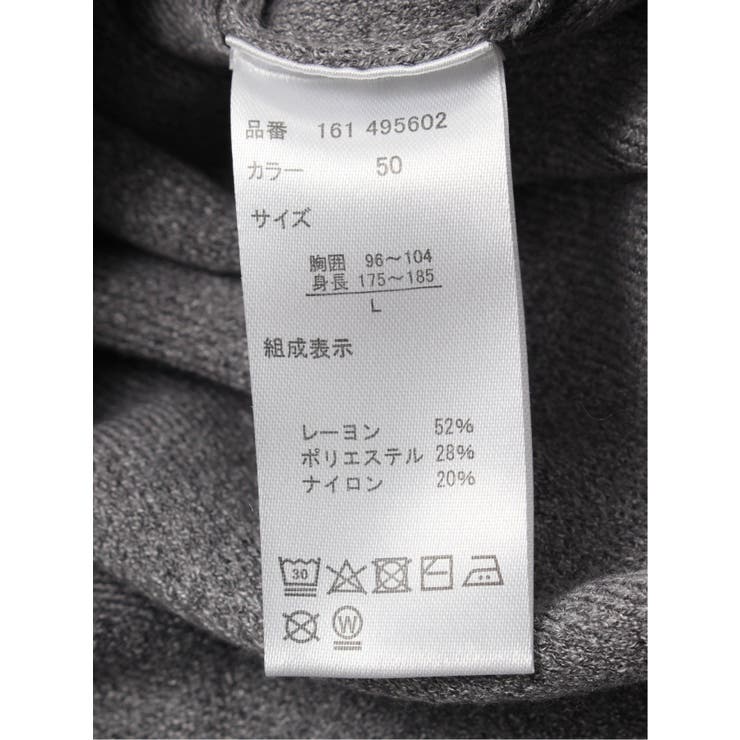 品番 161 495602
カラー 50
サイズ
胸囲 96～104
身長 175～185
L
組成表示
レーヨン 52%
ポリエステル 28%
ナイロン 20%
30
W